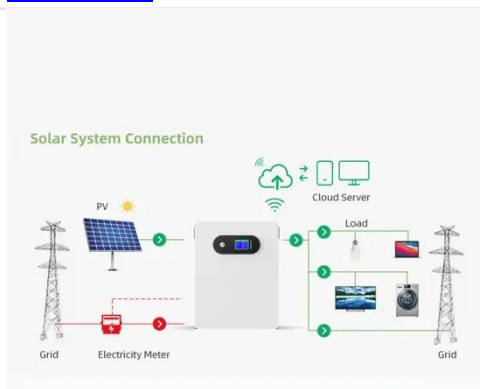 Solar System Connection
Cloud Server
PV
Load
Grid
Electricity Meter
Grid